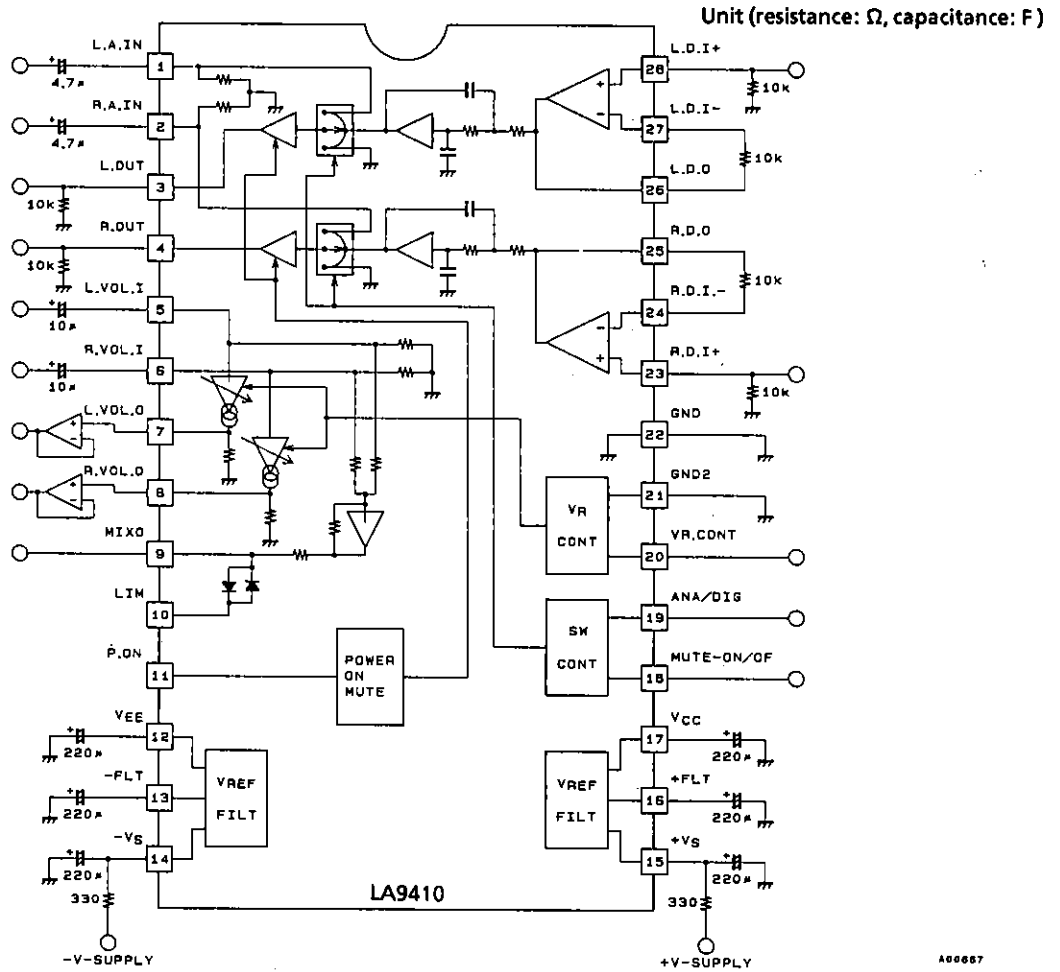 Unit (resistance: Ω, capacitance: F)
L.A.IN
+
4.7μ
1
R.A.IN
+
4.7μ
2
L.OUT
10k
3
R.OUT
10k
4
L.VOL.I
+
10μ
5
R.VOL.I
+
10μ
6
L.VOL.O
+
−
7
R.VOL.O
+
−
8
MIXO
9
LIM
10
P.ON
11
POWER
ON
MUTE
VEE
+
220μ
12
-FLT
+
220μ
13
VREF
FILT
-VS
+
220μ
14
330
-V-SUPPLY
LA9410
L.D.I+
28
10k
+
−
L.D.I-
27
10k
L.D.O
26
R.D.O
25
10k
R.D.I.-
24
−
+
R.D.I+
23
10k
GND
22
GND2
21
VR
CONT
VR.CONT
20
ANA/DIG
19
SW
CONT
MUTE-ON/OF
18
VCC
17
+
220μ
VREF
FILT
+FLT
16
+
220μ
+VS
15
+
220μ
330
+V-SUPPLY
A00667